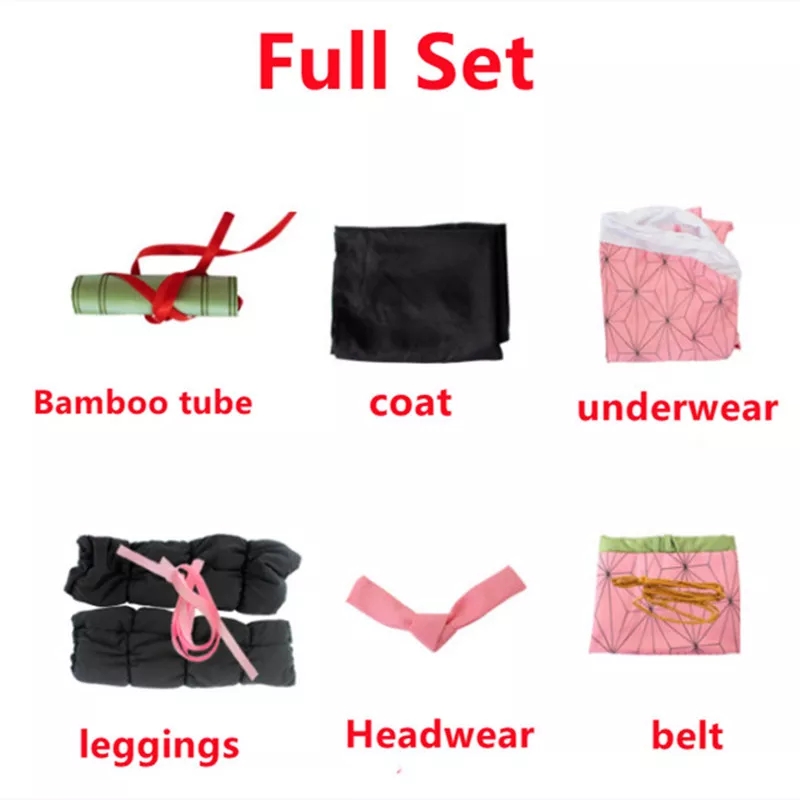 Full Set
Bamboo tube
coat
underwear
leggings
Headwear
belt